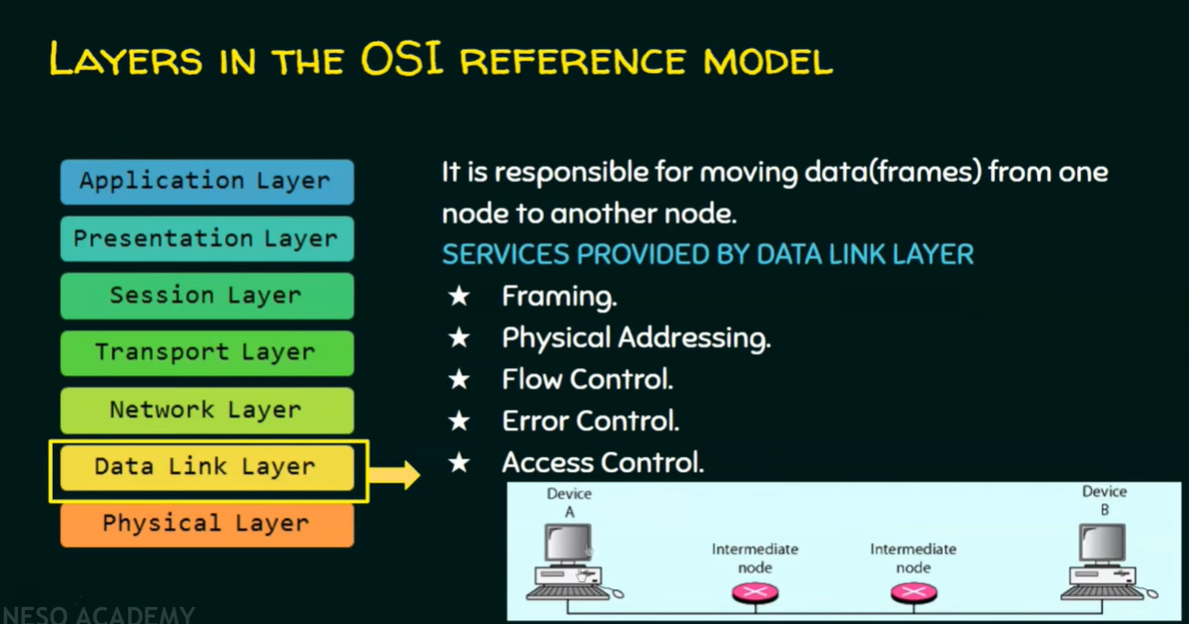 LAYERS IN THE OSI REFERENCE MODEL
Application Layer
Presentation Layer
Session Layer
Transport Layer
Network Layer
Data Link Layer
Physical Layer
It is responsible for moving data(frames) from one
node to another node.
SERVICES PROVIDED BY DATA LINK LAYER
★ Framing.
★ Physical Addressing.
★ Flow Control.
★ Error Control.
★ Access Control.
Device
A
Intermediate
node
Intermediate
node
Device
B
NESO ACADEMY